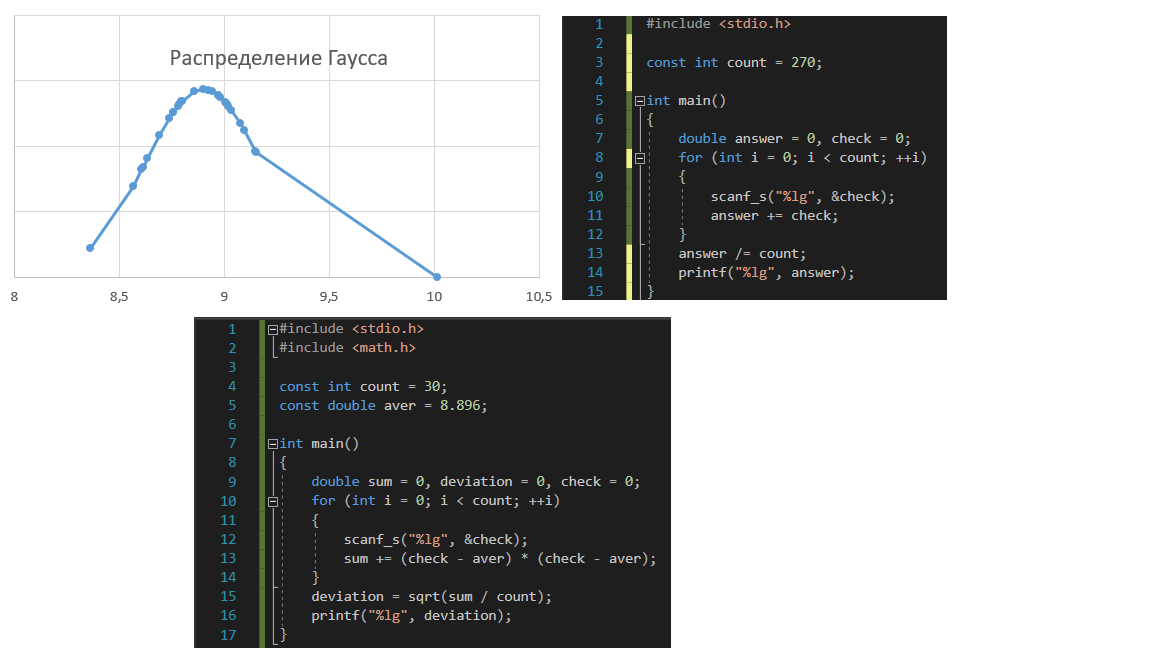 Распределение Гаусса
8 8,5 9 9,5 10 10,5
1 #include <stdio.h>
2
3 const int count = 270;
4
5 int main()
6 {
7 double answer = 0, check = 0;
8 for (int i = 0; i < count; ++i)
9 {
10 scanf_s("%lg", &check);
11 answer += check;
12 }
13 answer /= count;
14 printf("%lg", answer);
15 }
1 #include <stdio.h>
2 #include <math.h>
3
4 const int count = 30;
5 const double aver = 8.896;
6
7 int main()
8 {
9 double sum = 0, deviation = 0, check = 0;
10 for (int i = 0; i < count; ++i)
11 {
12 scanf_s("%lg", &check);
13 sum += (check - aver) * (check - aver);
14 }
15 deviation = sqrt(sum / count);
16 printf("%lg", deviation);
17 }